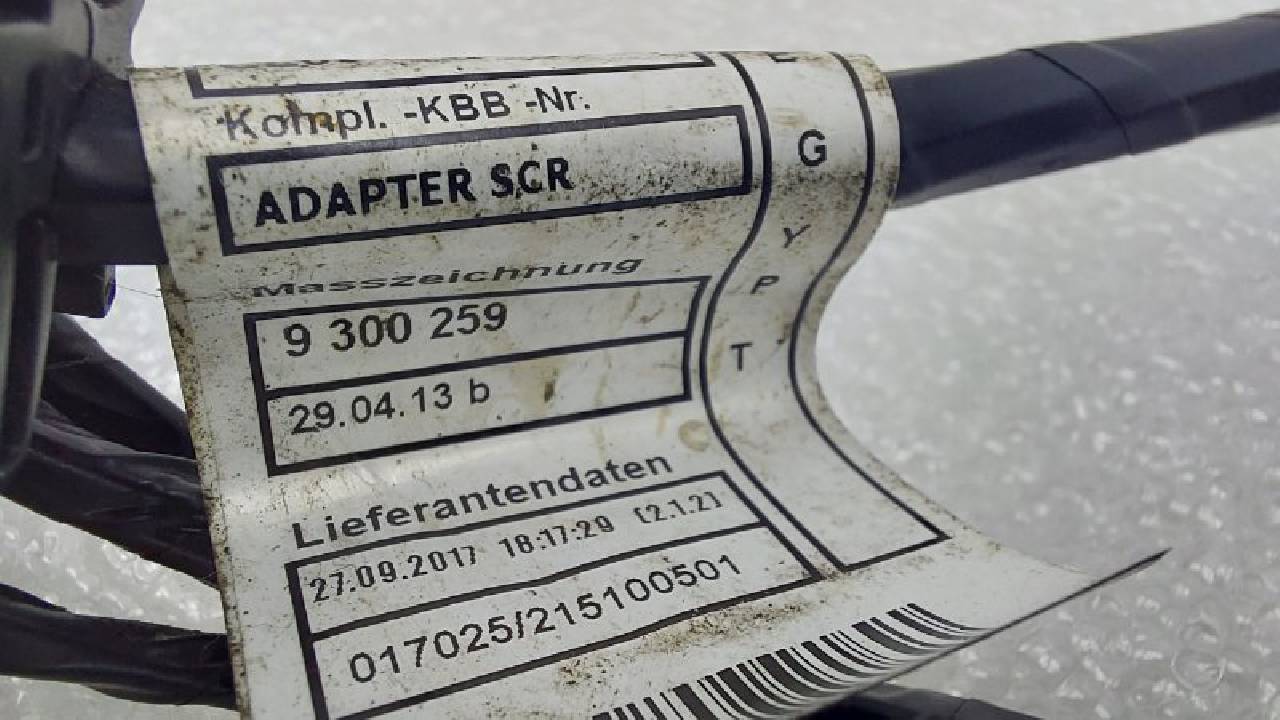 Kompl. -KBB -Nr.
ADAPTER SCR
Masszeichnung
9 300 259
29.04.13 b
Lieferantendaten
27.09.2017 18:17:29 (2.1.2)
017025/215100501
E
G
Y
P
T